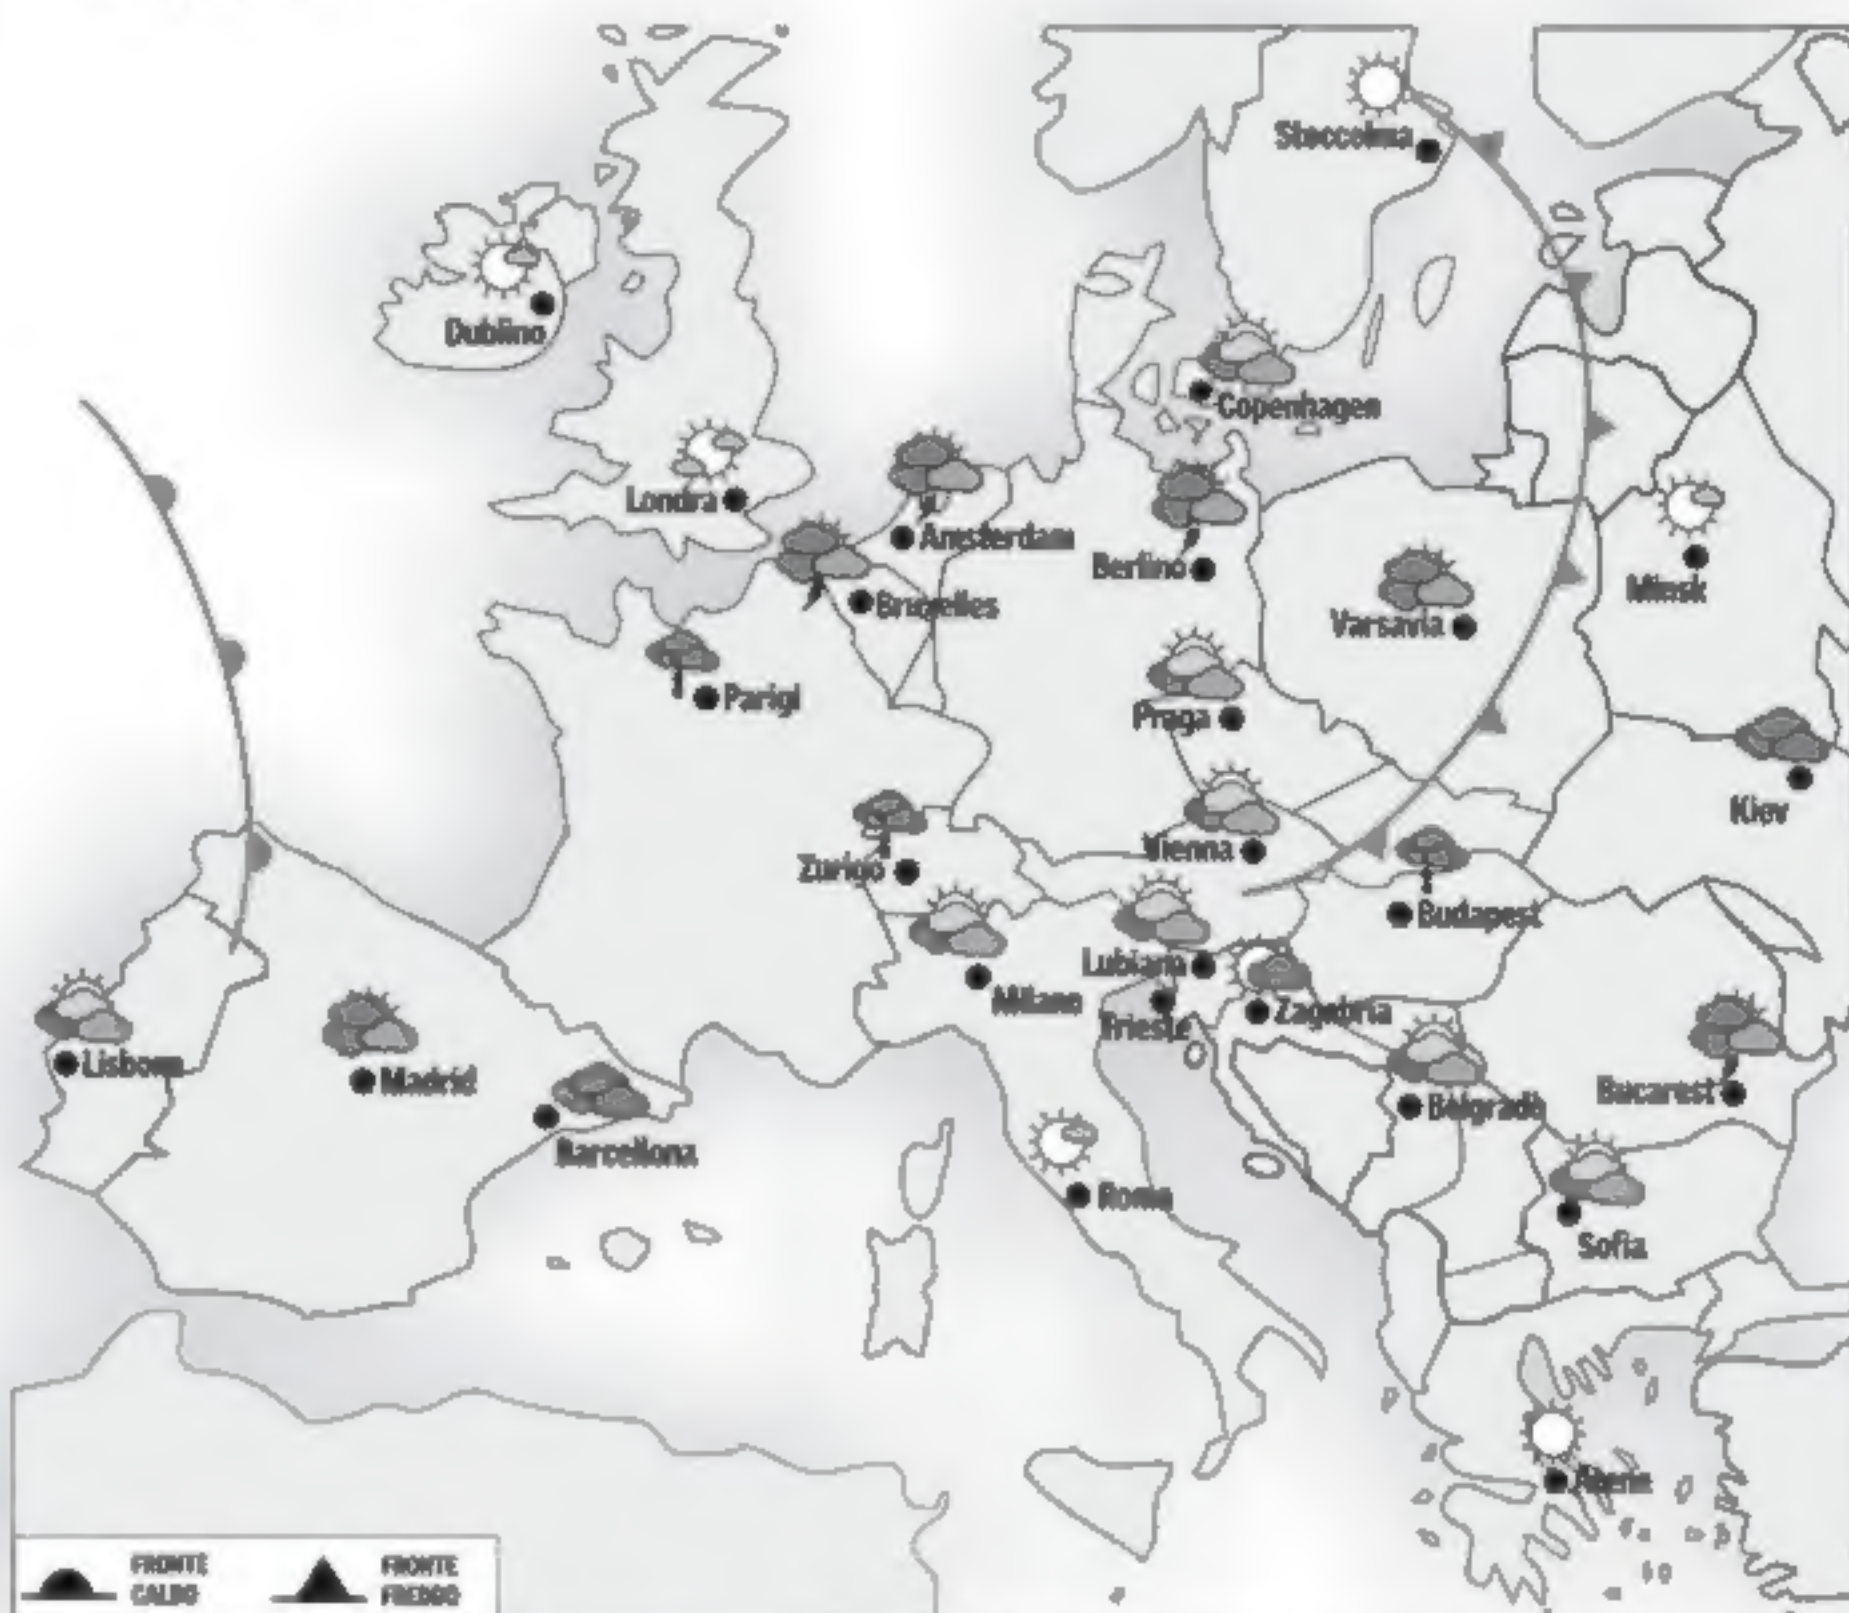 Stoccolma
Dublino
Copenhagen
Londra
Amsterdam
Berlino
Minsk
Bruxelles
Varsavia
Parigi
Praga
Kiev
Vienna
Zurigo
Budapest
Lubiana
Milano
Trieste
Zagabria
Lisbona
Madrid
Belgrado
Bucarest
Barcellona
Roma
Sofia
Atene
FRONTE
CALDO
FRONTE
FREDDO